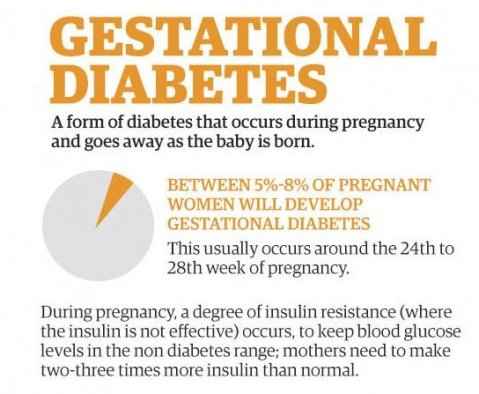 GESTATIONAL
DIABETES
A form of diabetes that occurs during pregnancy
and goes away as the baby is born.
BETWEEN 5%-8% OF PREGNANT
WOMEN WILL DEVELOP
GESTATIONAL DIABETES
This usually occurs around the 24th to
28th week of pregnancy.
During pregnancy, a degree of insulin resistance (where
the insulin is not effective) occurs, to keep blood glucose
levels in the non diabetes range; mothers need to make
two-three times more insulin than normal.